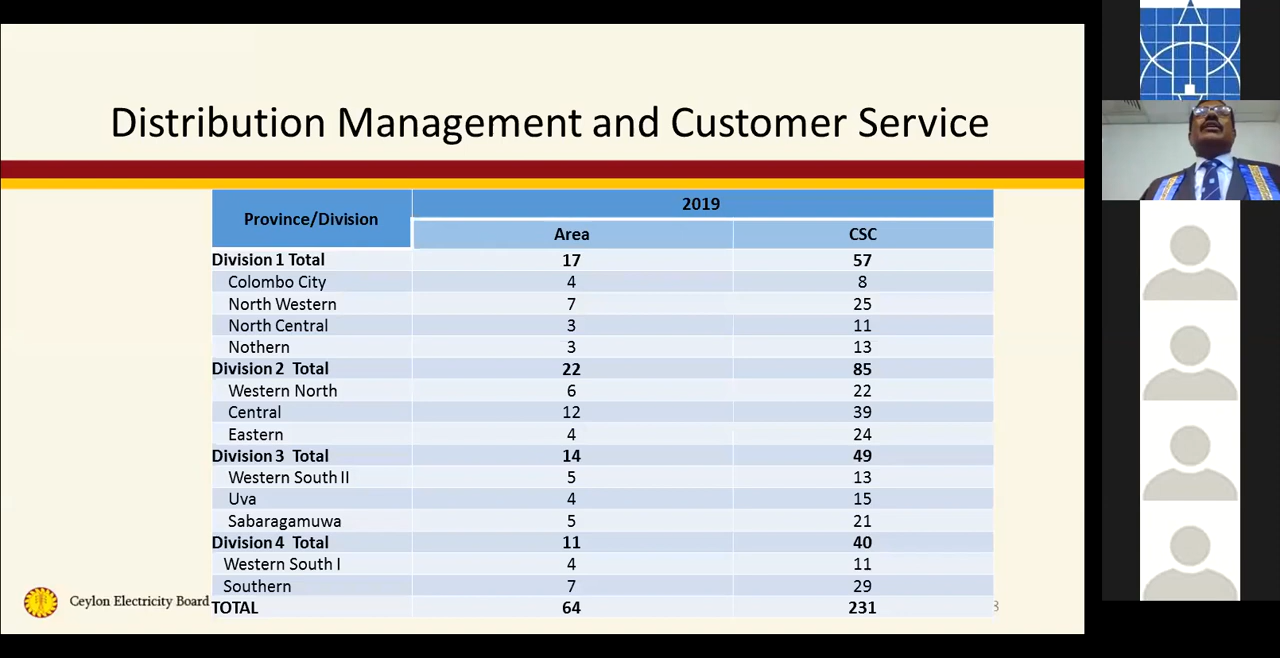 Distribution Management and Customer Service
Province/Division 2019
Area CSC
Division 1 Total 17 57
Colombo City 4 8
North Western 7 25
North Central 3 11
Nothern 3 13
Division 2 Total 22 85
Western North 6 22
Central 12 39
Eastern 4 24
Division 3 Total 14 49
Western South II 5 13
Uva 4 15
Sabaragamuwa 5 21
Division 4 Total 11 40
Western South I 4 11
Southern 7 29
TOTAL 64 231
Ceylon Electricity Board